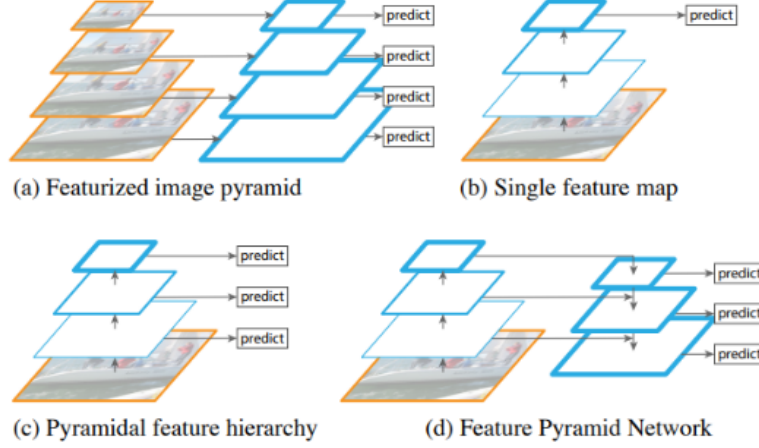 predict
predict
predict
predict
predict
(a) Featurized image pyramid
(b) Single feature map
predict
predict
predict
predict
predict
predict
(c) Pyramidal feature hierarchy
(d) Feature Pyramid Network